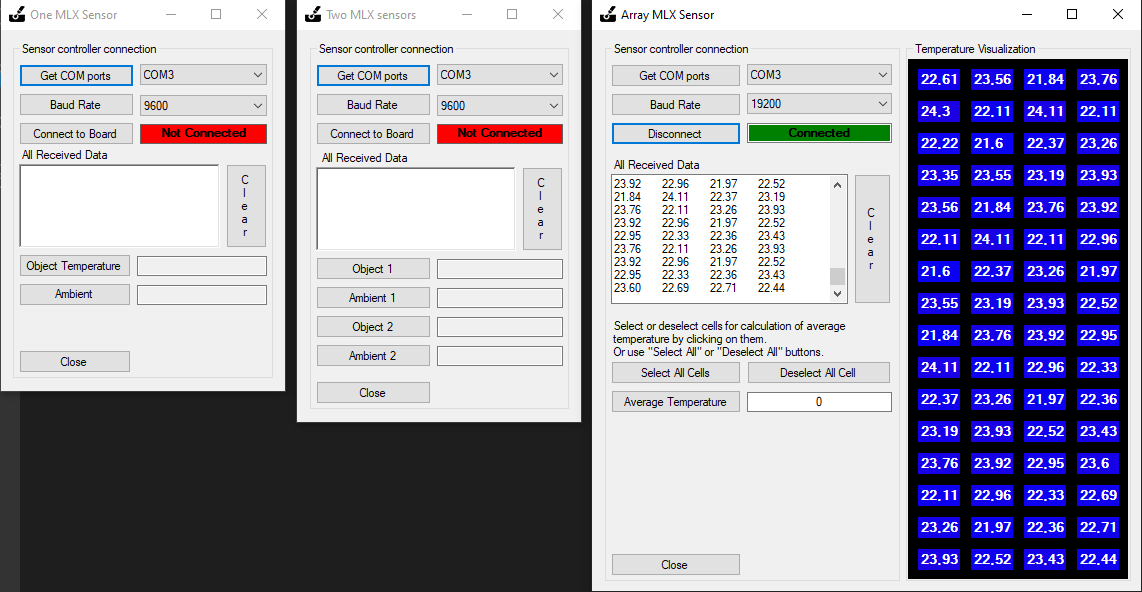 One MLX Sensor
Sensor controller connection
Get COM ports COM3
Baud Rate 9600
Connect to Board Not Connected
All Received Data
Clear
Object Temperature
Ambient
Close
Two MLX sensors
Sensor controller connection
Get COM ports COM3
Baud Rate 9600
Connect to Board Not Connected
All Received Data
Clear
Object 1
Ambient 1
Object 2
Ambient 2
Close
Array MLX Sensor
Sensor controller connection
Get COM ports COM3
Baud Rate 19200
Disconnect Connected
All Received Data
23.92 22.96 21.97 22.52
21.84 24.11 22.37 23.19
23.76 22.11 23.26 23.93
23.92 22.96 21.97 22.52
22.95 22.33 22.36 23.43
23.76 22.11 23.26 23.93
23.92 22.96 21.97 22.52
22.95 22.33 22.36 23.43
23.60 22.69 22.71 22.44
Clear
Select or deselect cells for calculation of average
temperature by clicking on them.
Or use "Select All" or "Deselect All" buttons.
Select All Cells Deselect All Cell
Average Temperature 0
Close
Temperature Visualization
22.61 23.56 21.84 23.76
24.3 22.11 24.11 22.11
22.22 21.6 22.37 23.26
23.35 23.55 23.19 23.93
23.56 21.84 23.76 23.92
22.11 24.11 22.11 22.96
21.6 22.37 23.26 21.97
23.55 23.19 23.93 22.52
21.84 23.76 23.92 22.95
24.11 22.11 22.96 22.33
22.37 23.26 21.97 22.36
23.19 23.93 22.52 23.43
23.76 23.92 22.95 23.6
22.11 22.96 22.33 22.69
23.26 21.97 22.36 22.71
23.93 22.52 23.43 22.44